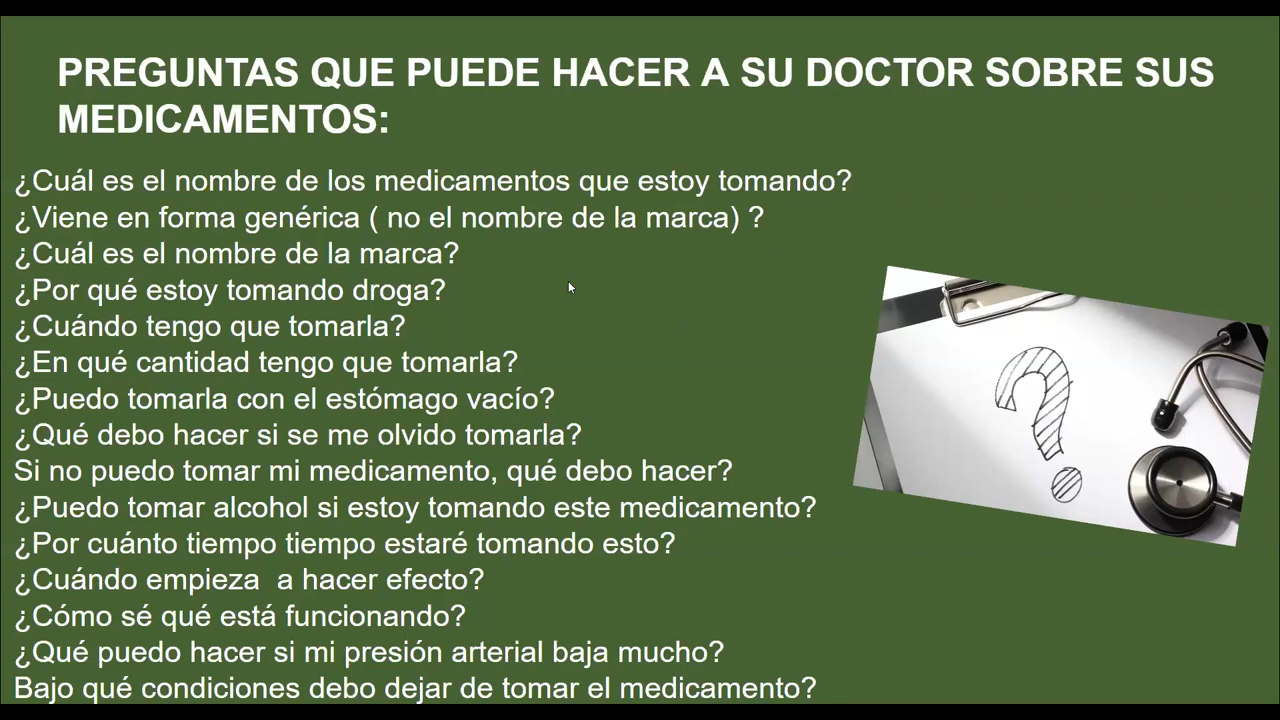 PREGUNTAS QUE PUEDE HACER A SU DOCTOR SOBRE SUS
MEDICAMENTOS:
¿Cuál es el nombre de los medicamentos que estoy tomando?
¿Viene en forma genérica ( no el nombre de la marca) ?
¿Cuál es el nombre de la marca?
¿Por qué estoy tomando droga?
¿Cuándo tengo que tomarla?
¿En qué cantidad tengo que tomarla?
¿Puedo tomarla con el estómago vacío?
¿Qué debo hacer si se me olvido tomarla?
Si no puedo tomar mi medicamento, qué debo hacer?
¿Puedo tomar alcohol si estoy tomando este medicamento?
¿Por cuánto tiempo tiempo estaré tomando esto?
¿Cuándo empieza  a hacer efecto?
¿Cómo sé qué está funcionando?
¿Qué puedo hacer si mi presión arterial baja mucho?
Bajo qué condiciones debo dejar de tomar el medicamento?
?